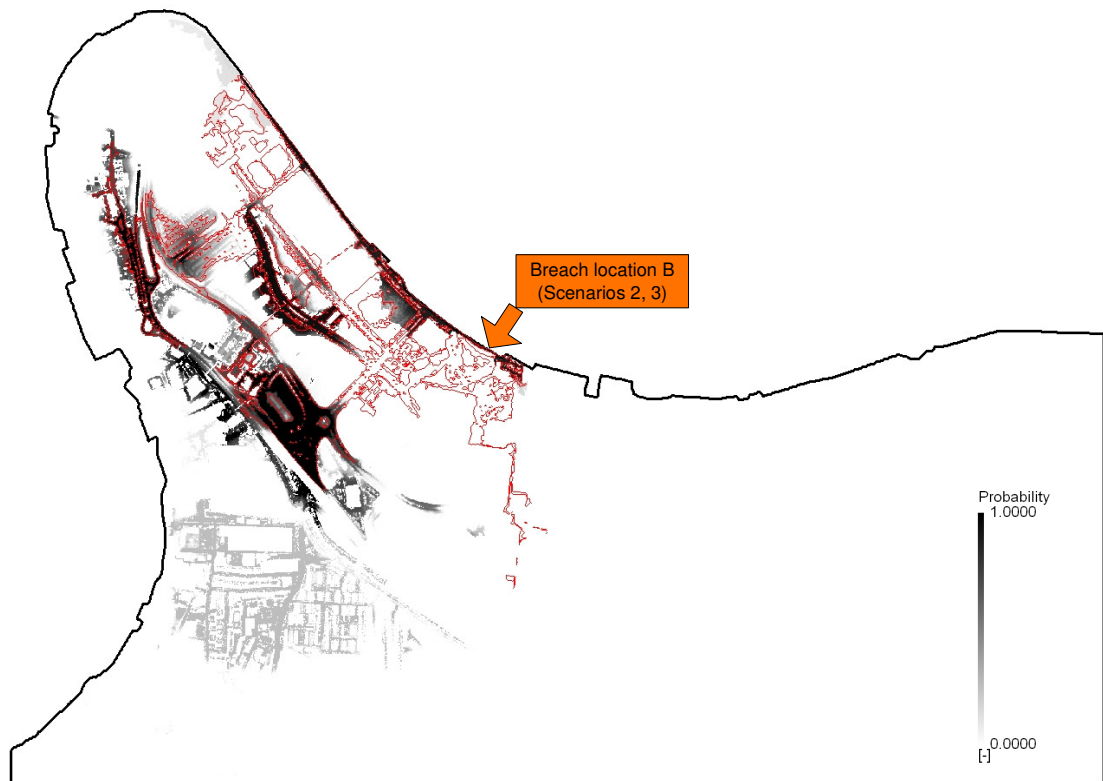 Breach location B
(Scenarios 2, 3)
Probability
1.0000
0.0000
[-]